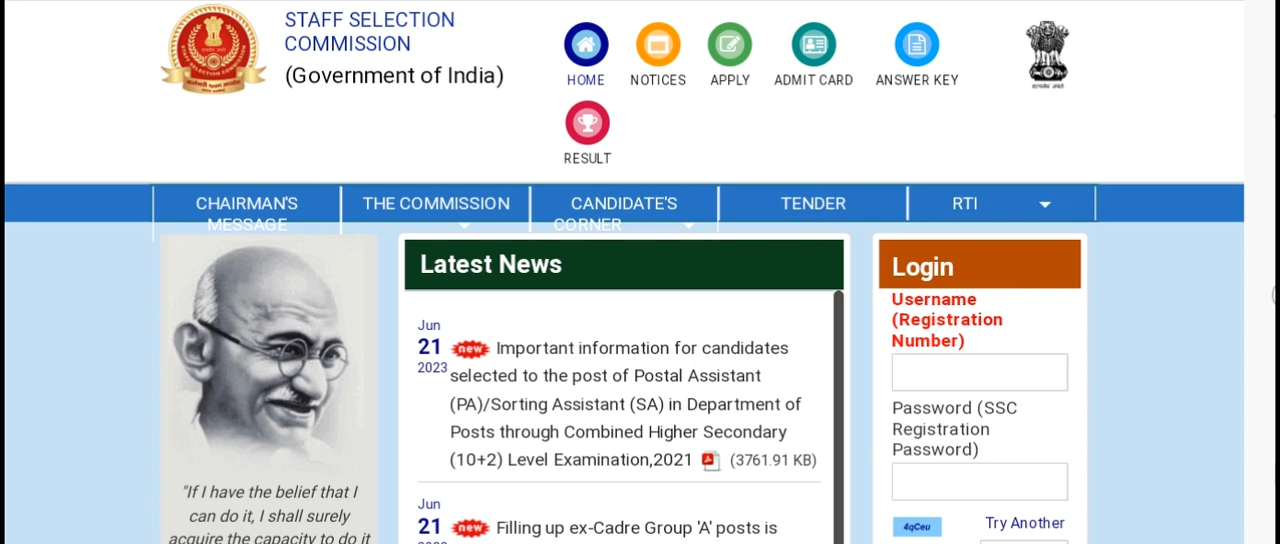 STAFF SELECTION
COMMISSION
(Government of India)
HOME
NOTICES
APPLY
ADMIT CARD
ANSWER KEY
RESULT
CHAIRMAN'S
MESSAGE
THE COMMISSION
CANDIDATE'S
CORNER
TENDER
RTI
"If I have the belief that I
can do it, I shall surely
acquire the capacity to do it
Latest News
Jun
21
2023
new Important information for candidates
selected to the post of Postal Assistant
(PA)/Sorting Assistant (SA) in Department of
Posts through Combined Higher Secondary
(10+2) Level Examination,2021 (3761.91 KB)
Jun
21
new Filling up ex-Cadre Group 'A' posts is
Login
Username
(Registration
Number)
Password (SSC
Registration
Password)
4qCeu
Try Another